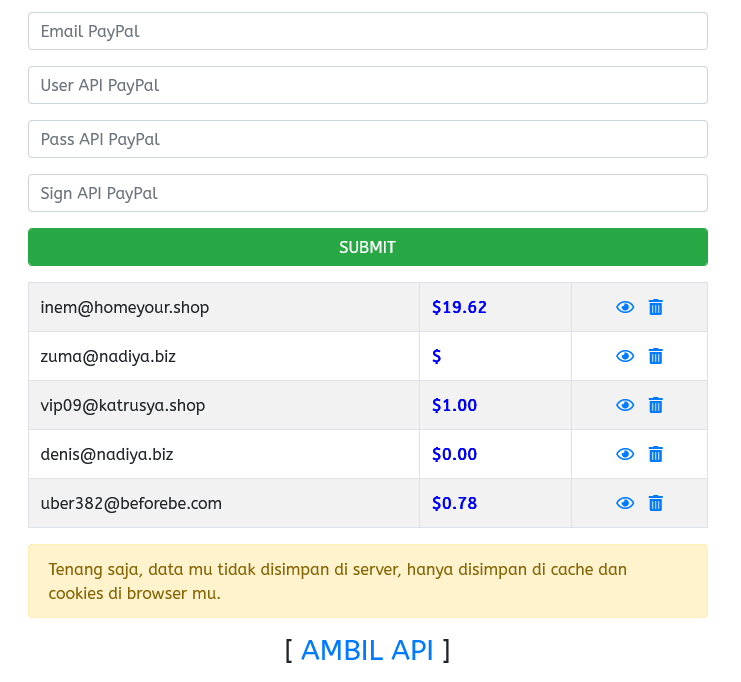 Email PayPal
User API PayPal
Pass API PayPal
Sign API PayPal
SUBMIT
inem@homeyour.shop $19.62
zuma@nadiya.biz $
vip09@katrusya.shop $1.00
denis@nadiya.biz $0.00
uber382@beforebe.com $0.78
Tenang saja, data mu tidak disimpan di server, hanya disimpan di cache dan
cookies di browser mu.
[ AMBIL API ]